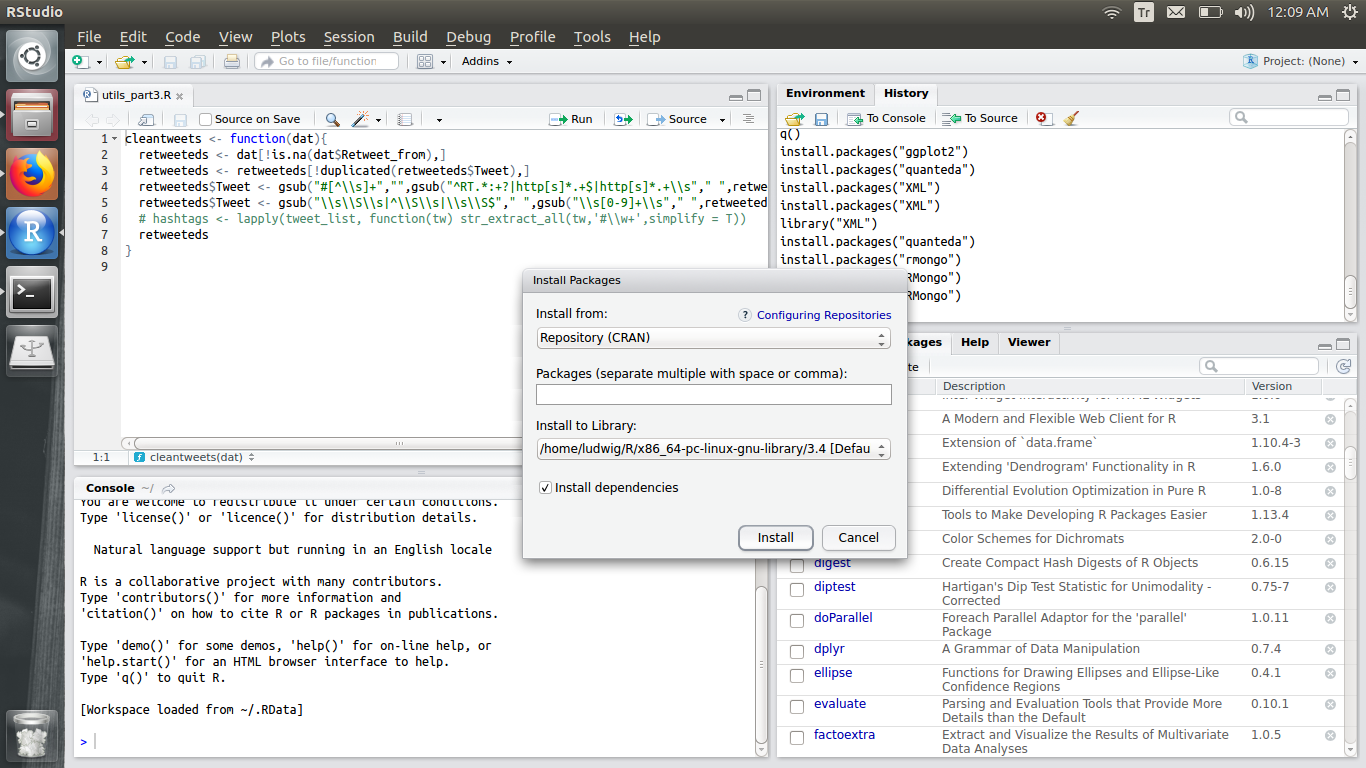 RStudio
Tr
12:09 AM
File Edit Code View Plots Session Build Debug Profile Tools Help
Go to file/function
Addins
Project: (None)
utils_part3.R
Source on Save
Run
Source
1 cleantweets <- function(dat){
2 retweeteds <- dat[!is.na(dat$Retweet_from),]
3 retweeteds <- retweeteds[!duplicated(retweeteds$Tweet),]
4 retweeteds$Tweet <- gsub("#[^\\s]+","",gsub("^RT.*:+?|http[s]*.+$|http[s]*.+\\s"," ",retwe
5 retweeteds$Tweet <- gsub("\\s\\S\\s|^\\S\\s|\\s\\S$"," ",gsub("\\s[0-9]+\\s"," ",retweeted
6 # hashtags <- lapply(tweet_list, function(tw) str_extract_all(tw,'#\\w+',simplify = T))
7 retweeteds
8 }
9
1:1 cleantweets(dat)
Console ~/
You are welcome to redistribute it under certain conditions.
Type 'license()' or 'licence()' for distribution details.
Natural language support but running in an English locale
R is a collaborative project with many contributors.
Type 'contributors()' for more information and
'citation()' on how to cite R or R packages in publications.
Type 'demo()' for some demos, 'help()' for on-line help, or
'help.start()' for an HTML browser interface to help.
Type 'q()' to quit R.
[Workspace loaded from ~/.RData]
>
Environment History
To Console To Source
q()
install.packages("ggplot2")
install.packages("quanteda")
install.packages("XML")
install.packages("XML")
library("XML")
install.packages("quanteda")
install.packages("rmongo")
RMongo")
RMongo")
Install Packages
Install from:
? Configuring Repositories
Repository (CRAN)
Packages (separate multiple with space or comma):
Install to Library:
/home/ludwig/R/x86_64-pc-linux-gnu-library/3.4 [Defau
Install dependencies
Install Cancel
kages Help Viewer
te
Description Version
A Modern and Flexible Web Client for R 3.1
Extension of `data.frame` 1.10.4-3
Extending 'Dendrogram' Functionality in R 1.6.0
Differential Evolution Optimization in Pure R 1.0-8
Tools to Make Developing R Packages Easier 1.13.4
Color Schemes for Dichromats 2.0-0
digest Create Compact Hash Digests of R Objects 0.6.15
diptest Hartigan's Dip Test Statistic for Unimodality - 0.75-7
Corrected
doParallel Foreach Parallel Adaptor for the 'parallel' 1.0.11
Package
dplyr A Grammar of Data Manipulation 0.7.4
ellipse Functions for Drawing Ellipses and Ellipse-Like 0.4.1
Confidence Regions
evaluate Parsing and Evaluation Tools that Provide More 0.10.1
Details than the Default
factoextra Extract and Visualize the Results of Multivariate 1.0.5
Data Analyses